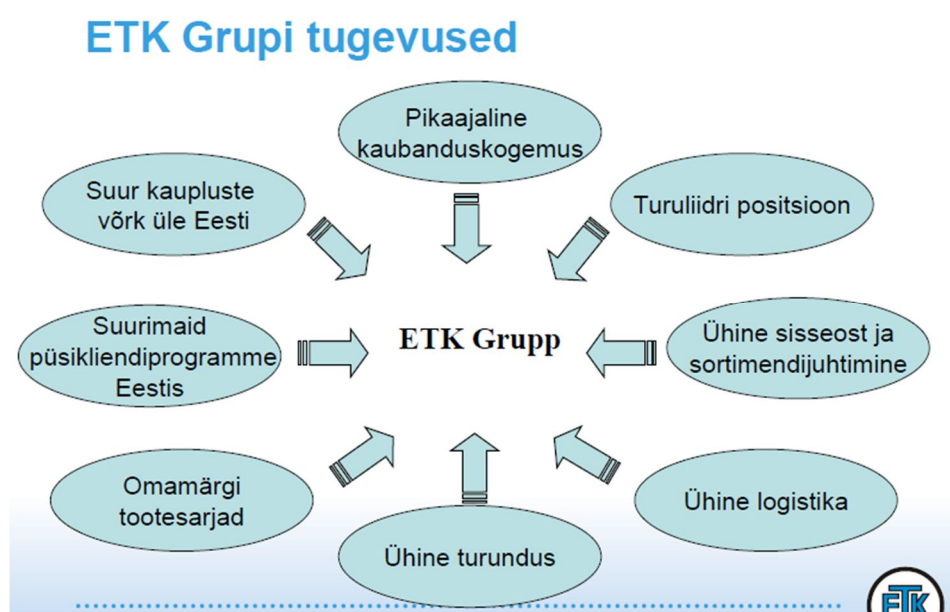 ETK Grupi tugevused
Pikaajaline
kaubanduskogemus
Suur kaupluste
võrk üle Eesti
Turuliidri positsioon
Suurimaid
püsikliendiprogramme
Eestis
ETK Grupp
Ühine sisseost ja
sortimendijuhtimine
Omamärgi
tootesarjad
Ühine logistika
Ühine turundus
ETK